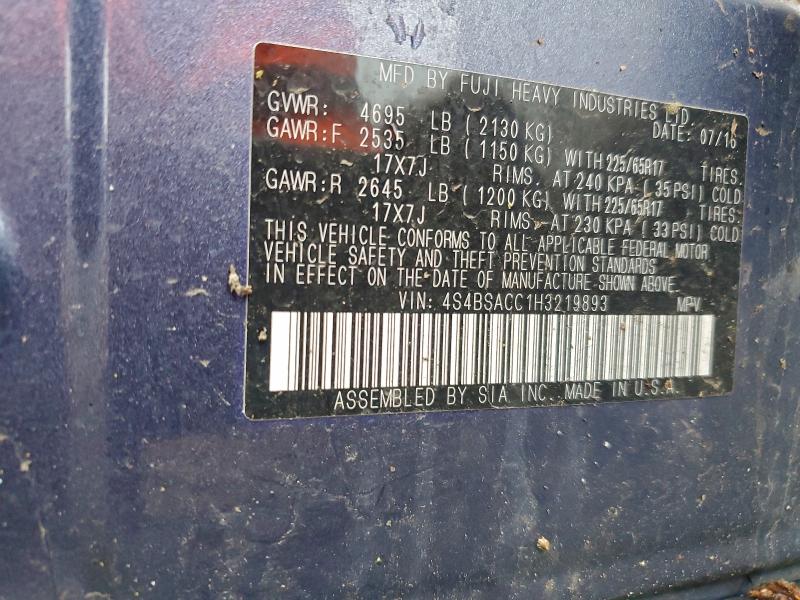 MFD BY FUJI HEAVY INDUSTRIES LTD.
DATE: 07/16
GVWR: 4695 LB ( 2130 KG)
GAWR:F 2535 LB ( 1150 KG) WITH 225/65R17 TIRES.
17X7J RIMS. AT 240 KPA ( 35 PSI) COLD
GAWR:R 2645 LB ( 1200 KG) WITH 225/65R17 TIRES.
17X7J RIMS. AT 230 KPA ( 33 PSI) COLD
THIS VEHICLE CONFORMS TO ALL APPLICABLE FEDERAL MOTOR
VEHICLE SAFETY AND THEFT PREVENTION STANDARDS
IN EFFECT ON THE DATE OF MANUFACTURE SHOWN ABOVE.
VIN: 4S4BSACC1H3219893 MPV
ASSEMBLED BY SIA INC. MADE IN U.S.A.